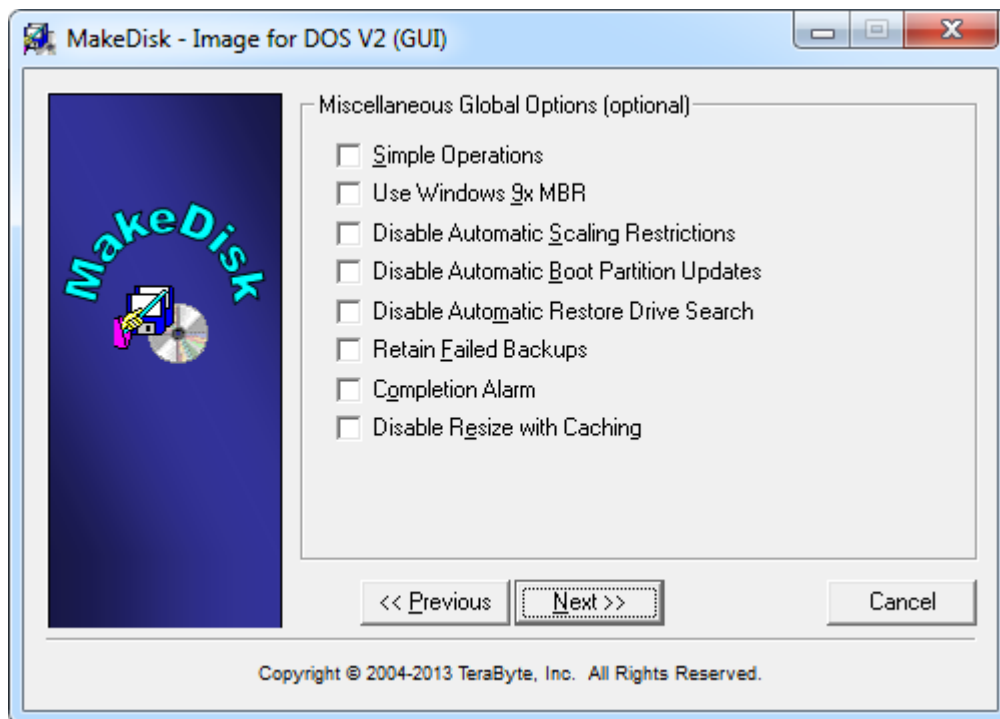 MakeDisk - Image for DOS V2 (GUI)
MakeDisk
Miscellaneous Global Options (optional)
Simple Operations
Use Windows 9x MBR
Disable Automatic Scaling Restrictions
Disable Automatic Boot Partition Updates
Disable Automatic Restore Drive Search
Retain Failed Backups
Completion Alarm
Disable Resize with Caching
<< Previous
Next >>
Cancel
Copyright © 2004-2013 TeraByte, Inc. All Rights Reserved.